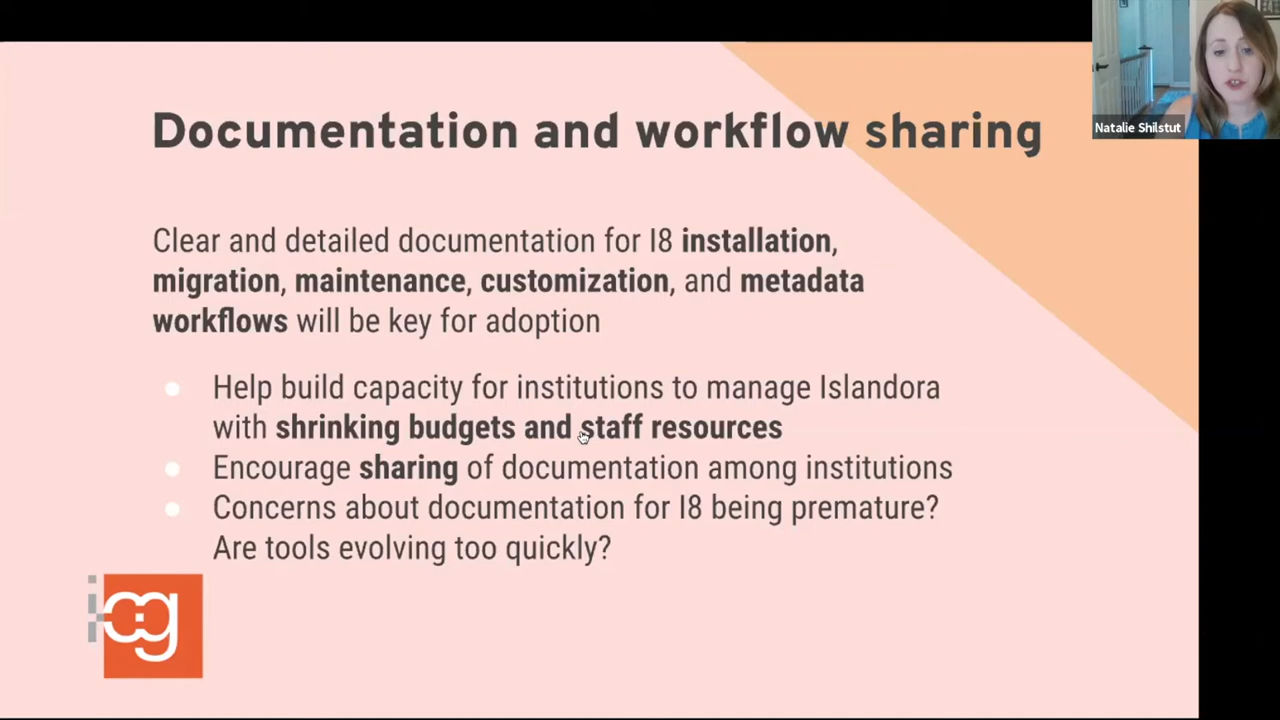 Documentation and workflow sharing
Natalie Shilstut
Clear and detailed documentation for I8 installation,
migration, maintenance, customization, and metadata
workflows will be key for adoption
Help build capacity for institutions to manage Islandora
with shrinking budgets and staff resources
Encourage sharing of documentation among institutions
Concerns about documentation for I8 being premature?
Are tools evolving too quickly?